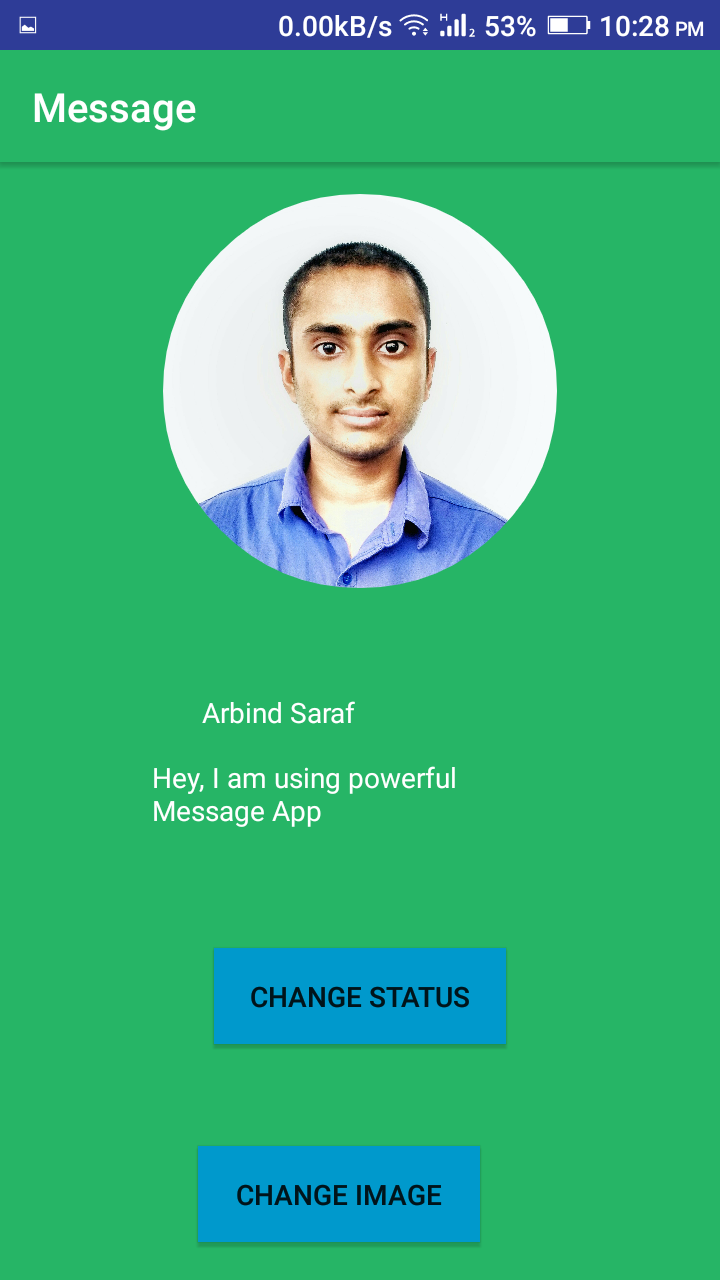 0.00kB/s H 2 53% 10:28 PM
Message
Arbind Saraf
Hey, I am using powerful
Message App
CHANGE STATUS
CHANGE IMAGE